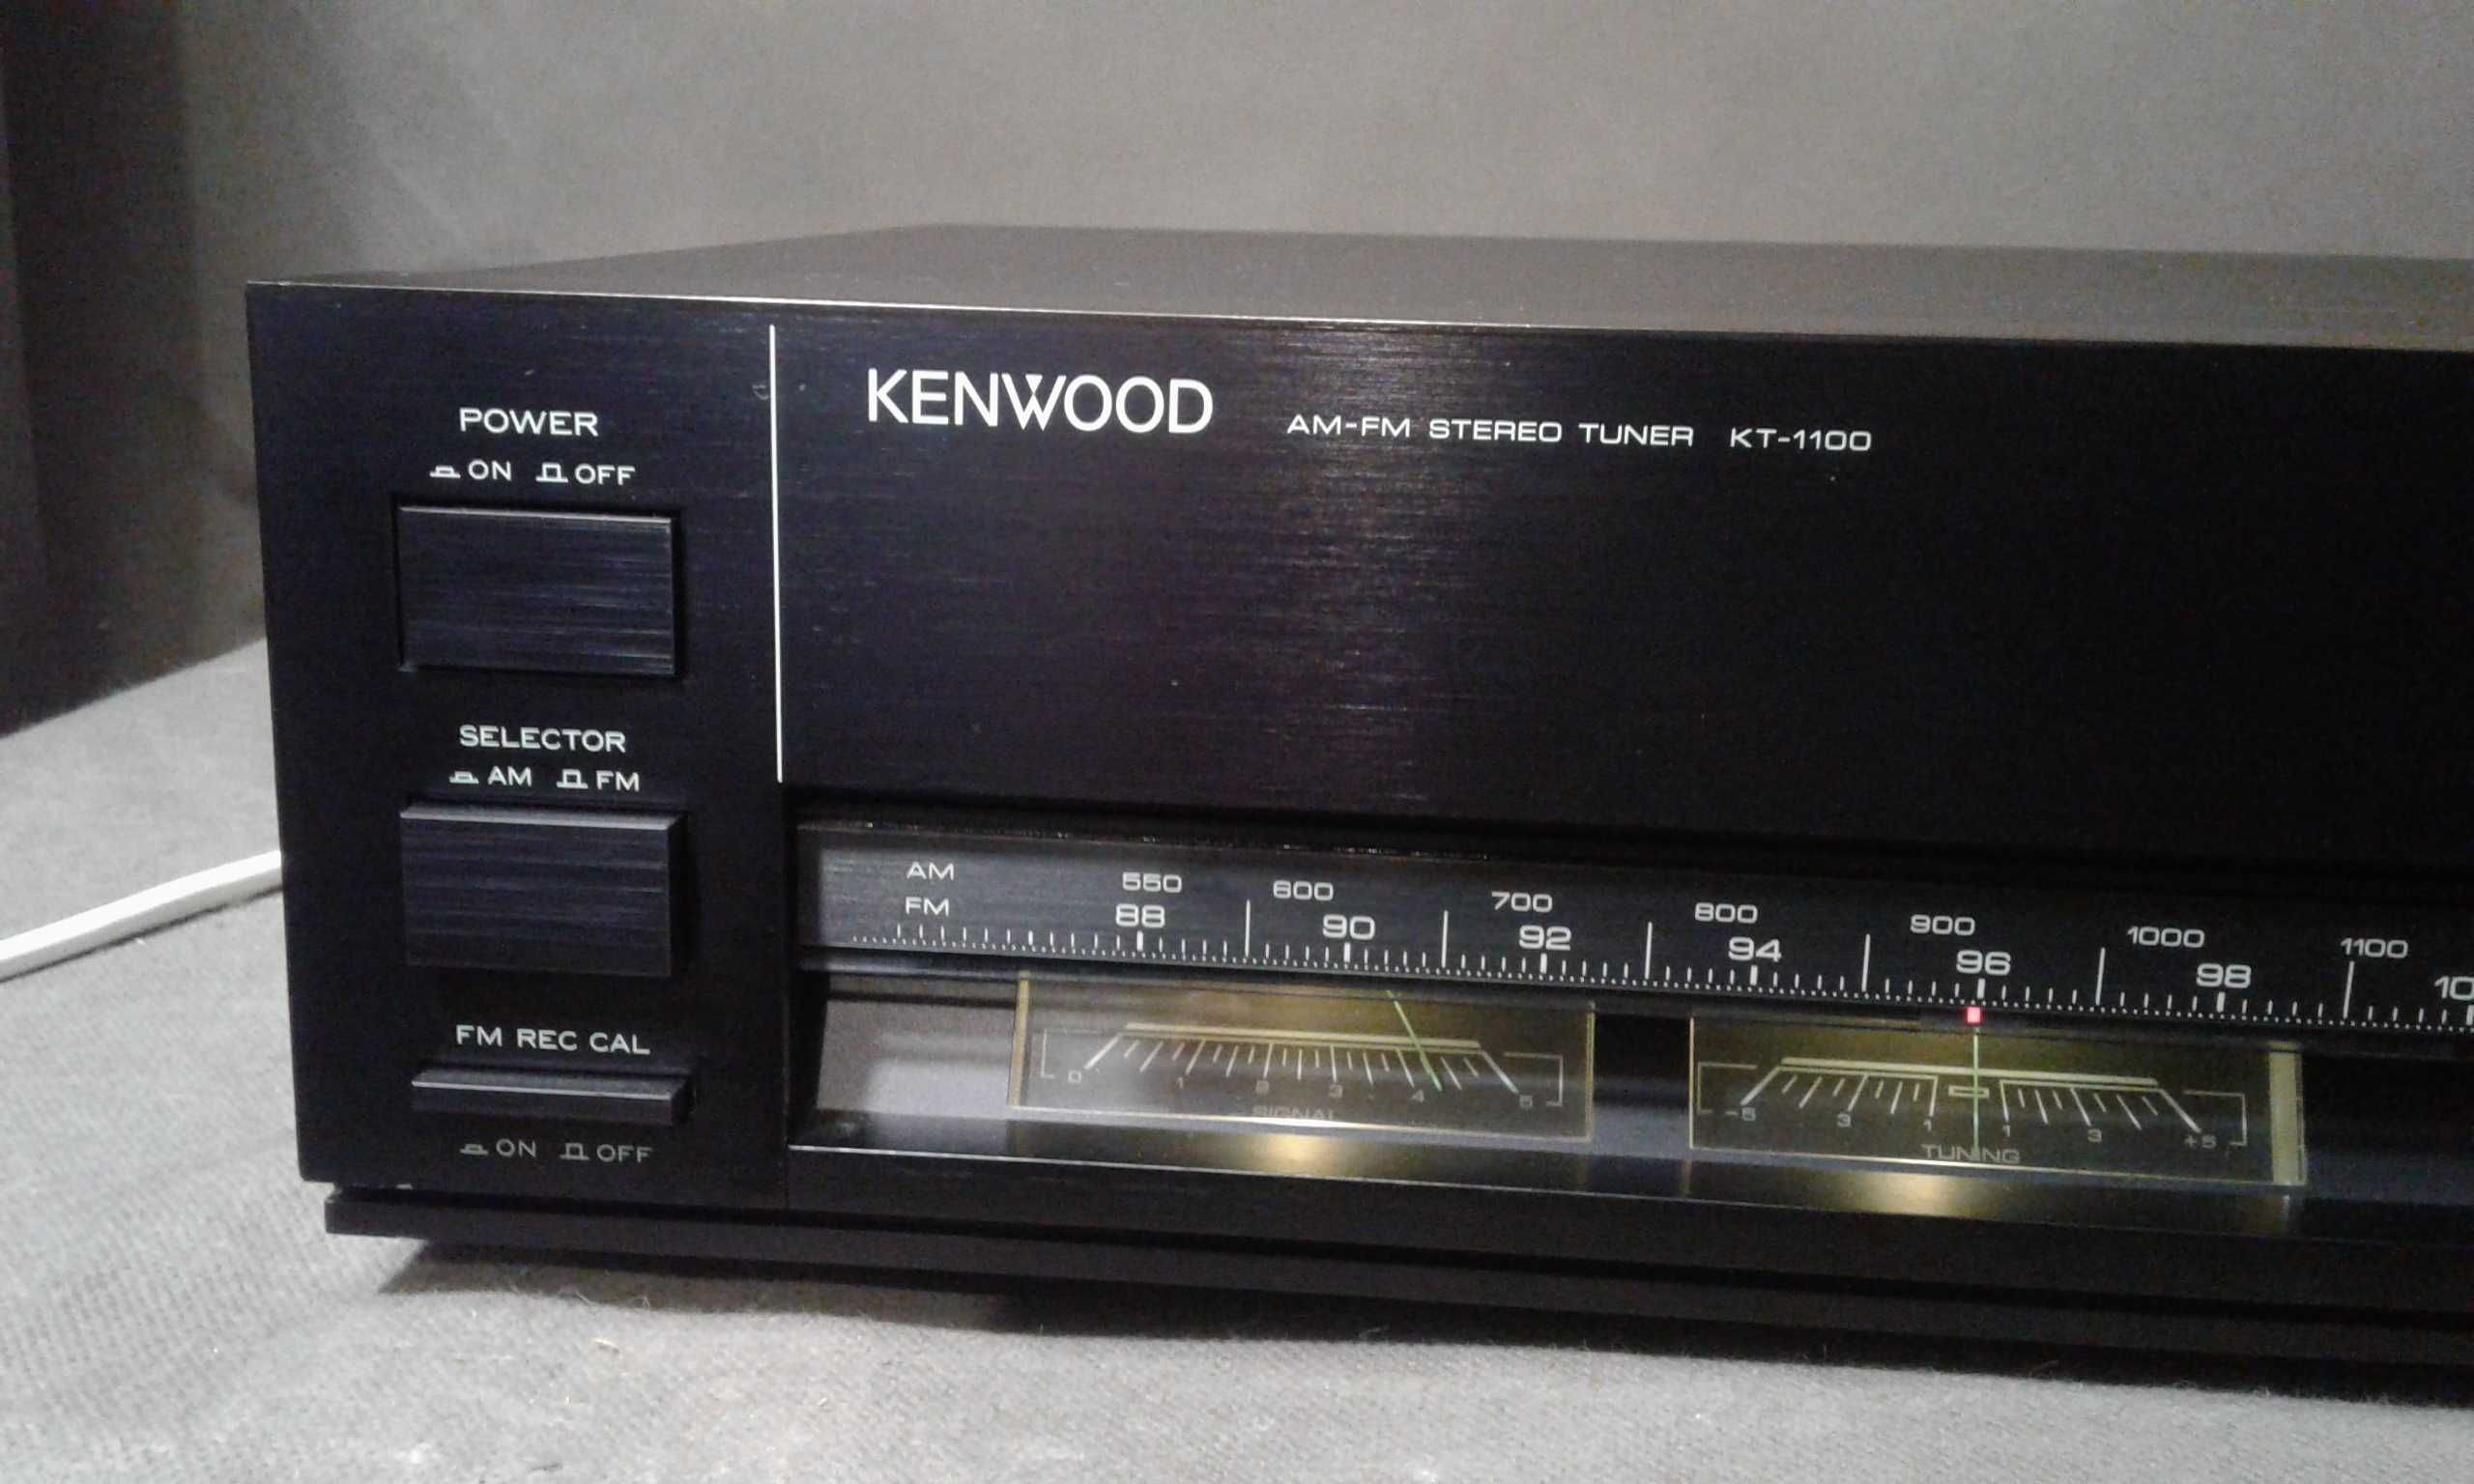 POWER
ON OFF
KENWOOD AM-FM STEREO TUNER KT-1100
SELECTOR
AM FM
AM 550 600 700 800 900 1000 1100
FM 88 90 92 94 96 98 10
FM REC CAL
ON OFF
0 1 2 3 4 5
SIGNAL
-5 3 1 1 3 +5
TUNING